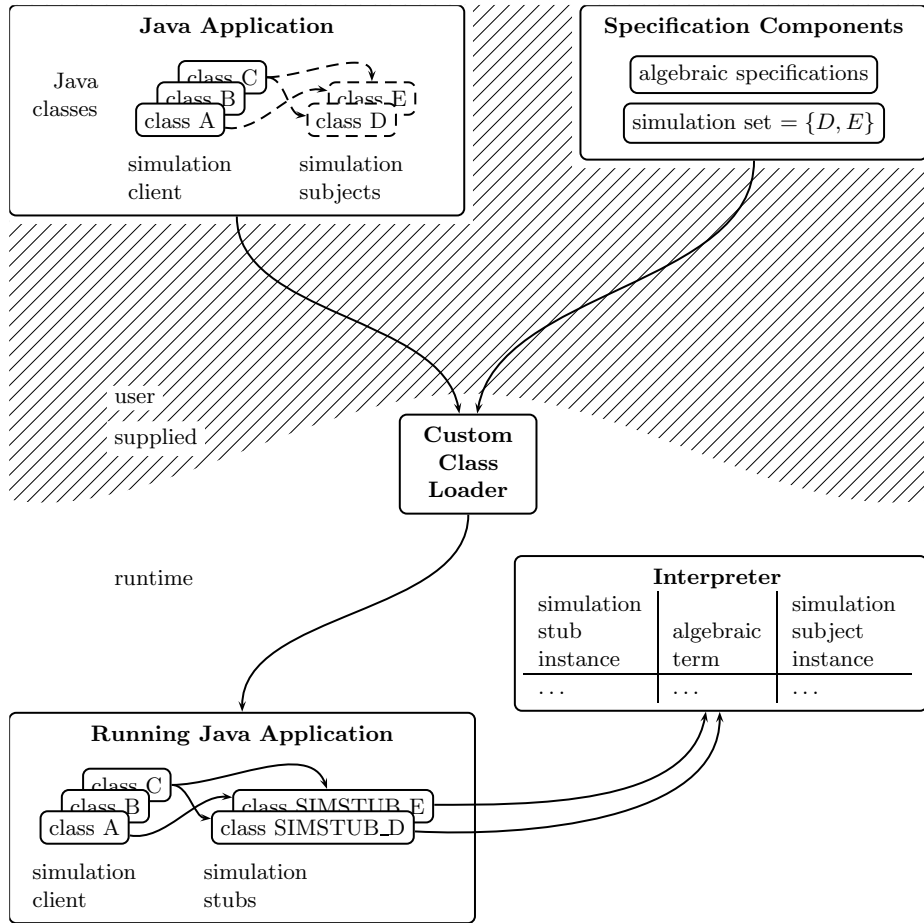 Java Application
Java
classes
class C
class B
class A
class E
class D
simulation
client
simulation
subjects
Specification Components
algebraic specifications
simulation set = {D, E}
user
supplied
Custom
Class
Loader
runtime
Interpreter
simulation
stub
instance
algebraic
term
simulation
subject
instance
. . .
. . .
. . .
Running Java Application
class C
class B
class A
class SIMSTUB_E
class SIMSTUB_D
simulation
client
simulation
stubs